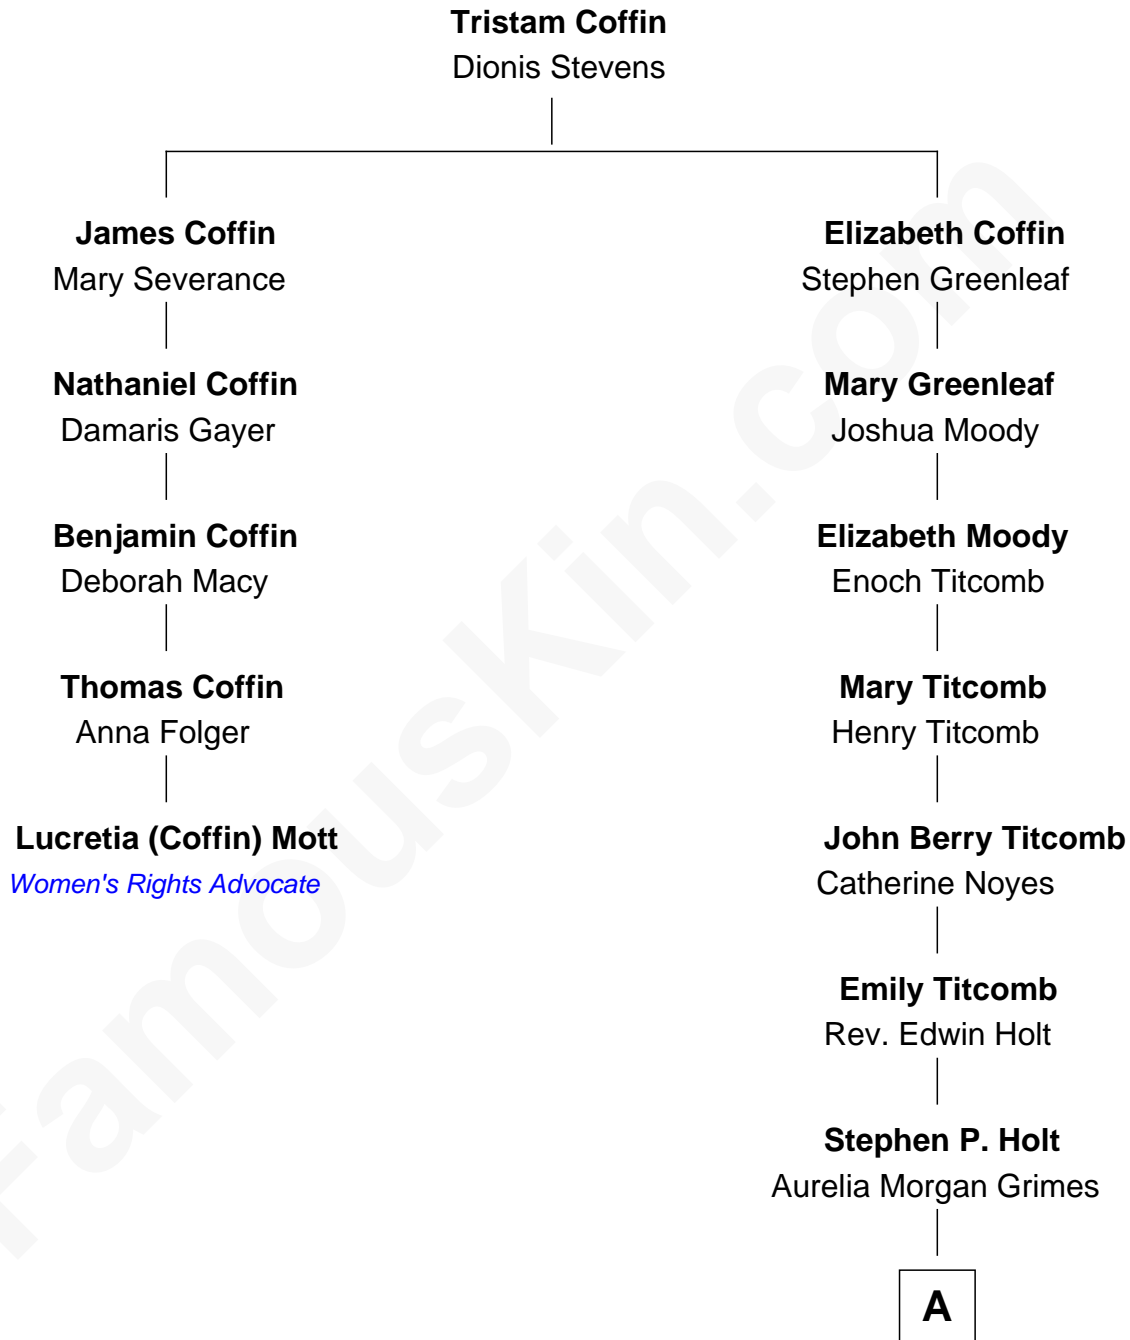 Tristam Coffin
Dionis Stevens
James Coffin
Mary Severance
Nathaniel Coffin
Damaris Gayer
Benjamin Coffin
Deborah Macy
Thomas Coffin
Anna Folger
Lucretia (Coffin) Mott
Women's Rights Advocate
Elizabeth Coffin
Stephen Greenleaf
Mary Greenleaf
Joshua Moody
Elizabeth Moody
Enoch Titcomb
Mary Titcomb
Henry Titcomb
John Berry Titcomb
Catherine Noyes
Emily Titcomb
Rev. Edwin Holt
Stephen P. Holt
Aurelia Morgan Grimes
A
FamousKin.com